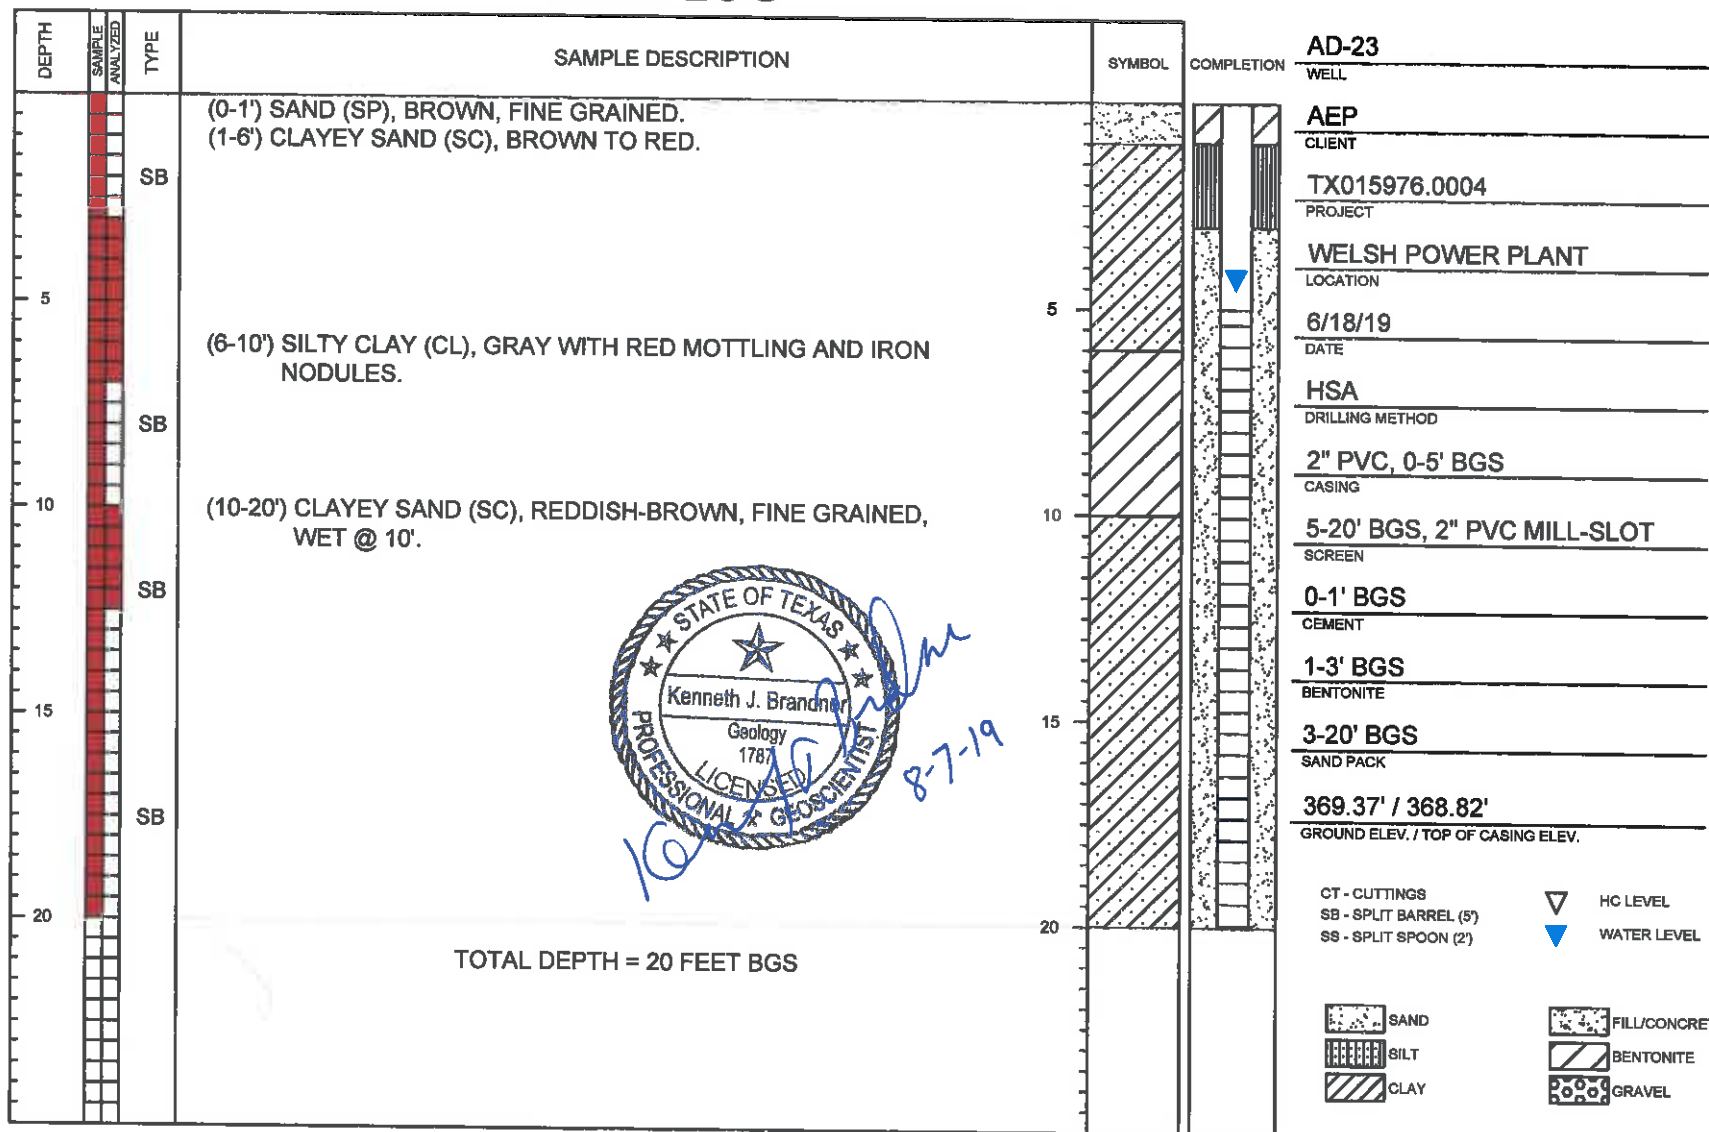 DEPTH
SAMPLE
ANALYZED
TYPE
SAMPLE DESCRIPTION
SYMBOL
COMPLETION
(0-1') SAND (SP), BROWN, FINE GRAINED.
(1-6') CLAYEY SAND (SC), BROWN TO RED.
SB
5
5
(6-10') SILTY CLAY (CL), GRAY WITH RED MOTTLING AND IRON
NODULES.
SB
10
10
(10-20') CLAYEY SAND (SC), REDDISH-BROWN, FINE GRAINED,
WET @ 10'.
SB
15
15
SB
20
20
STATE OF TEXAS
Kenneth J. Brandner
Geology
1787
LICENSED
PROFESSIONAL GEOSCIENTIST
8-7-19
TOTAL DEPTH = 20 FEET BGS
AD-23
WELL
AEP
CLIENT
TX015976.0004
PROJECT
WELSH POWER PLANT
LOCATION
6/18/19
DATE
HSA
DRILLING METHOD
2" PVC, 0-5' BGS
CASING
5-20' BGS, 2" PVC MILL-SLOT
SCREEN
0-1' BGS
CEMENT
1-3' BGS
BENTONITE
3-20' BGS
SAND PACK
369.37' / 368.82'
GROUND ELEV. / TOP OF CASING ELEV.
CT - CUTTINGS
SB - SPLIT BARREL (5')
SS - SPLIT SPOON (2')
HC LEVEL
WATER LEVEL
SAND
SILT
CLAY
FILL/CONCRE
BENTONITE
GRAVEL